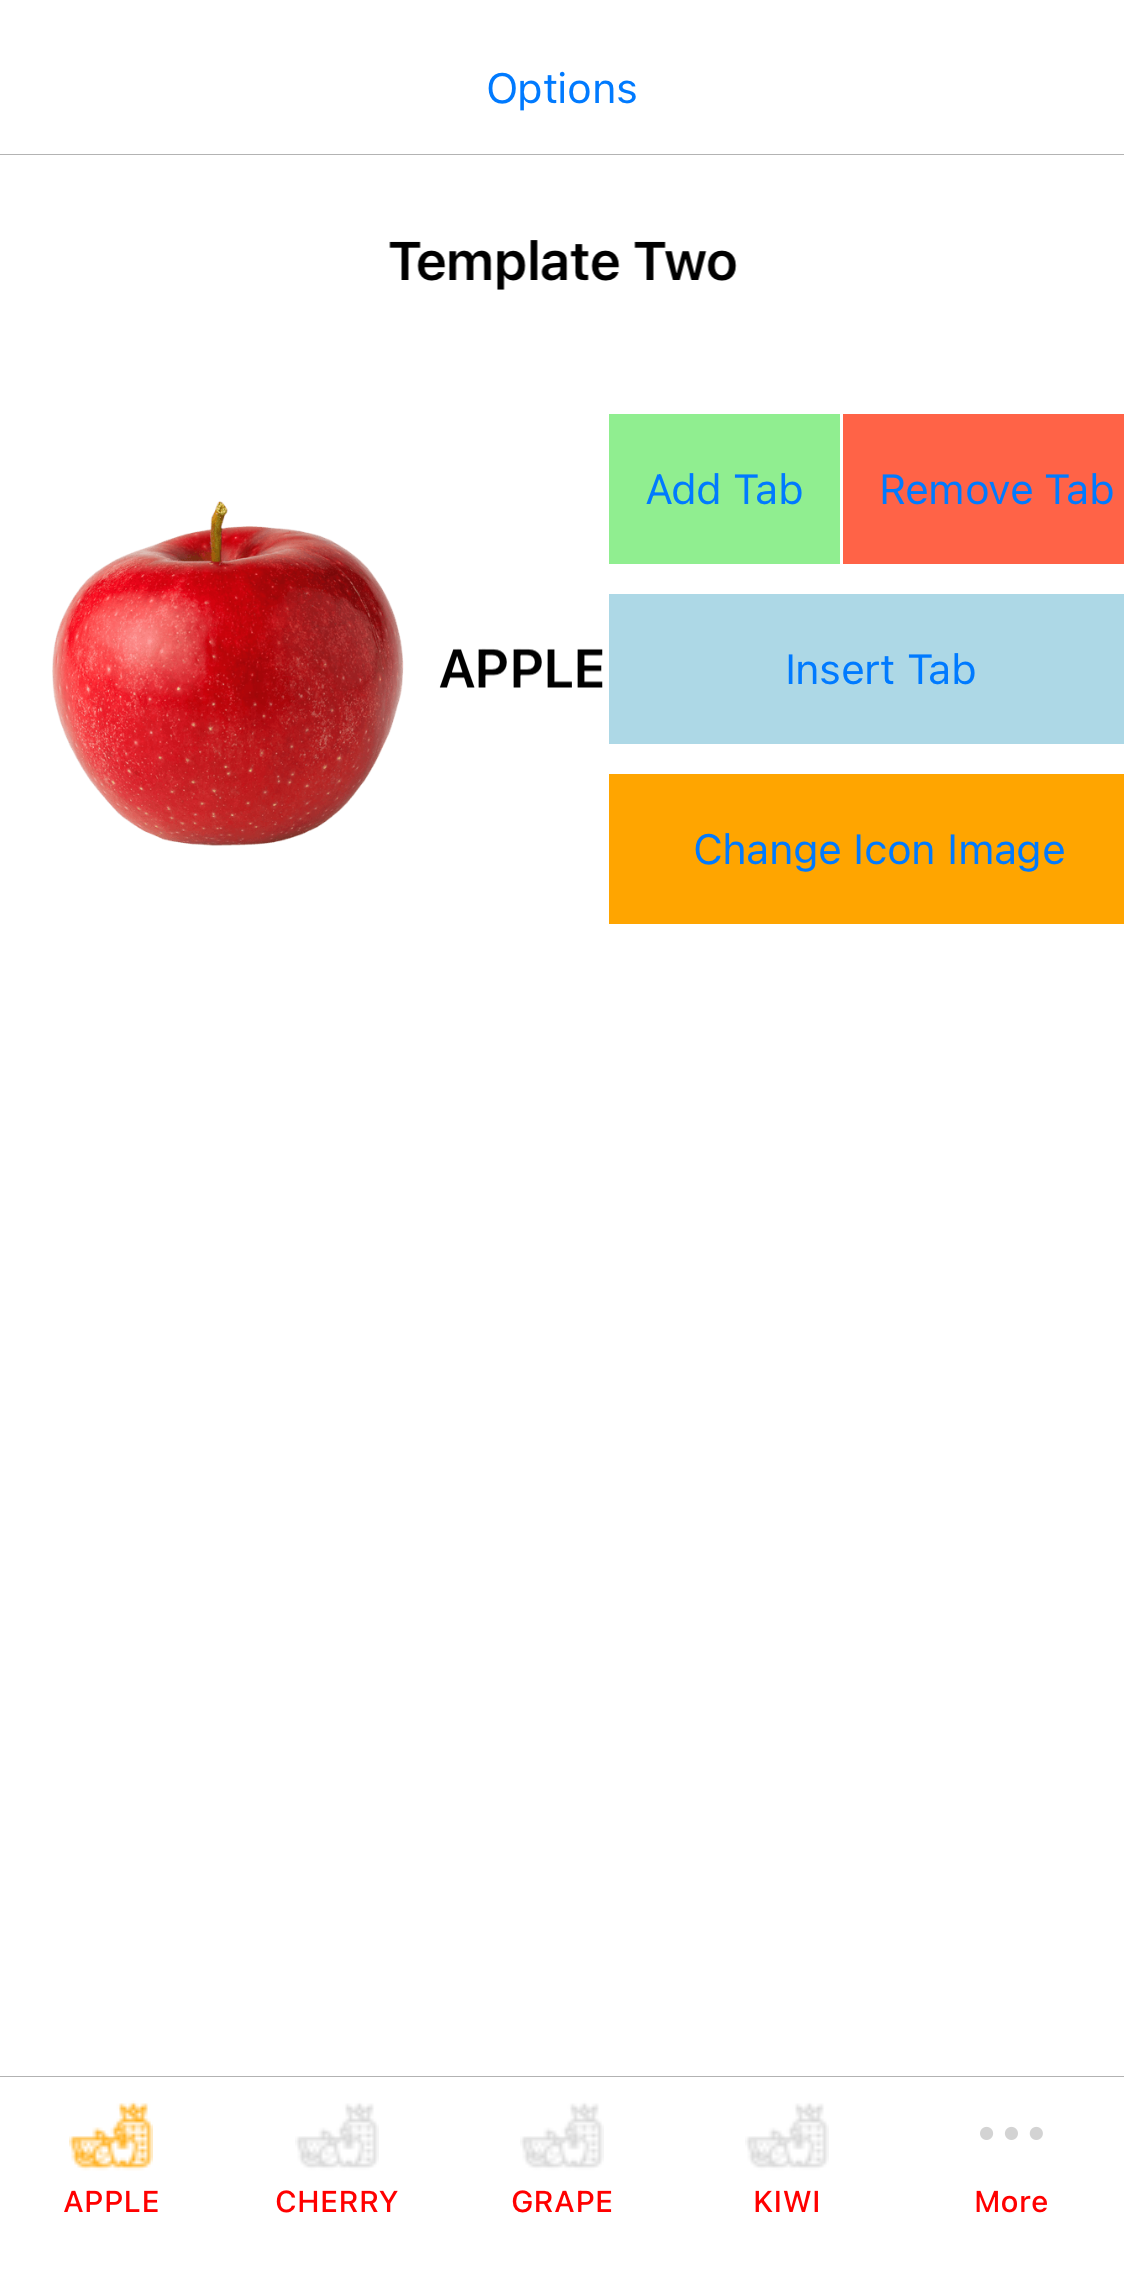 Options
Template Two
Add Tab
Remove Tab
APPLE
Insert Tab
Change Icon Image
APPLE
CHERRY
GRAPE
KIWI
More